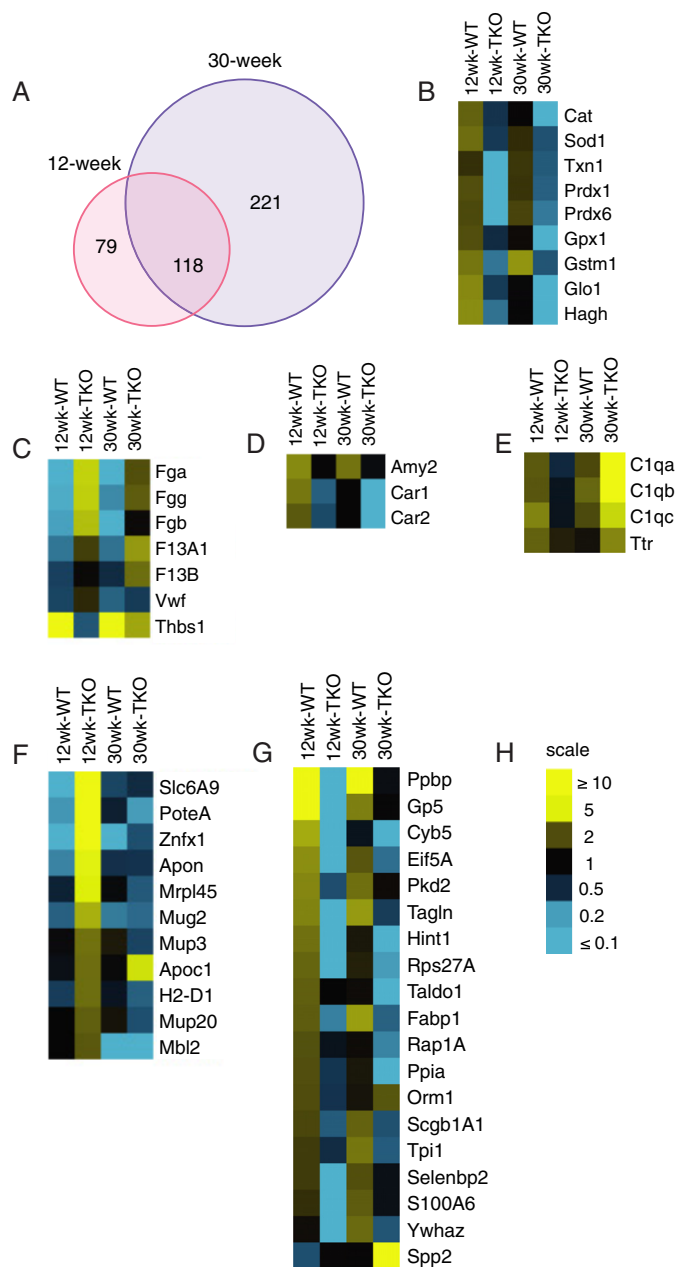 A
30-week
12-week
79
118
221
B
12wk-WT
12wk-TKO
30wk-WT
30wk-TKO
Cat
Sod1
Txn1
Prdx1
Prdx6
Gpx1
Gstm1
Glo1
Hagh
C
12wk-WT
12wk-TKO
30wk-WT
30wk-TKO
Fga
Fgg
Fgb
F13A1
F13B
Vwf
Thbs1
D
12wk-WT
12wk-TKO
30wk-WT
30wk-TKO
Amy2
Car1
Car2
E
12wk-WT
12wk-TKO
30wk-WT
30wk-TKO
C1qa
C1qb
C1qc
Ttr
F
12wk-WT
12wk-TKO
30wk-WT
30wk-TKO
Slc6A9
PoteA
Znfx1
Apon
Mrpl45
Mug2
Mup3
Apoc1
H2-D1
Mup20
Mbl2
G
12wk-WT
12wk-TKO
30wk-WT
30wk-TKO
Ppbp
Gp5
Cyb5
Eif5A
Pkd2
Tagln
Hint1
Rps27A
Taldo1
Fabp1
Rap1A
Ppia
Orm1
Scgb1A1
Tpi1
Selenbp2
S100A6
Ywhaz
Spp2
H
scale
≥ 10
5
2
1
0.5
0.2
≤ 0.1